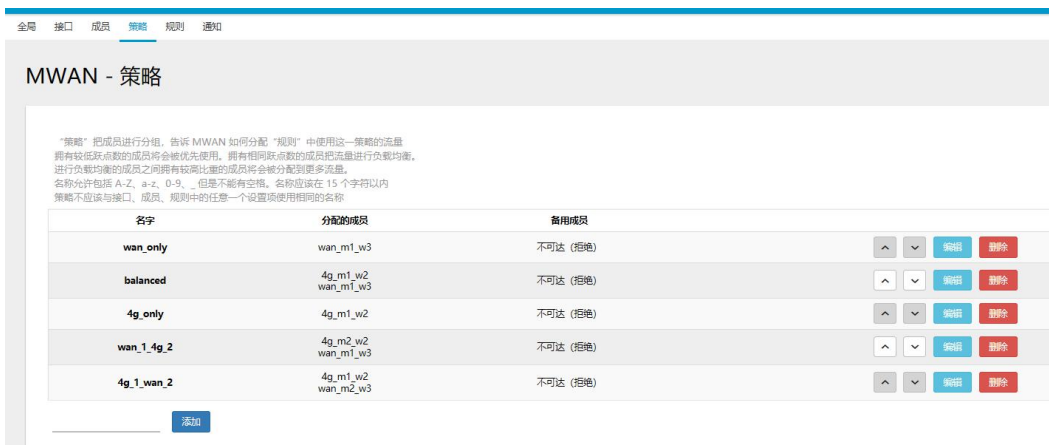 全局 接口 成员 策略 规则 通知
MWAN - 策略
“策略”把成员进行分组，告诉 MWAN 如何分配“规则”中使用这一策略的流量
拥有较低跃点数的成员将会被优先使用。拥有相同跃点数的成员把流量进行负载均衡。
进行负载均衡的成员之间拥有较高比重的成员将会被分配到更多流量。
名称允许包括 A-Z、a-z、0-9、_ 但是不能有空格。名称应该在 15 个字符以内
策略不应该与接口、成员、规则中的任意一个设置项使用相同的名称
名字 分配的成员 备用成员
wan_only wan_m1_w3 不可达（拒绝） 编辑 删除
balanced 4g_m1_w2 不可达（拒绝） 编辑 删除
wan_m1_w3
4g_only 4g_m1_w2 不可达（拒绝） 编辑 删除
wan_1_4g_2 4g_m2_w2 不可达（拒绝） 编辑 删除
wan_m1_w3
4g_1_wan_2 4g_m1_w2 不可达（拒绝） 编辑 删除
wan_m2_w3
添加